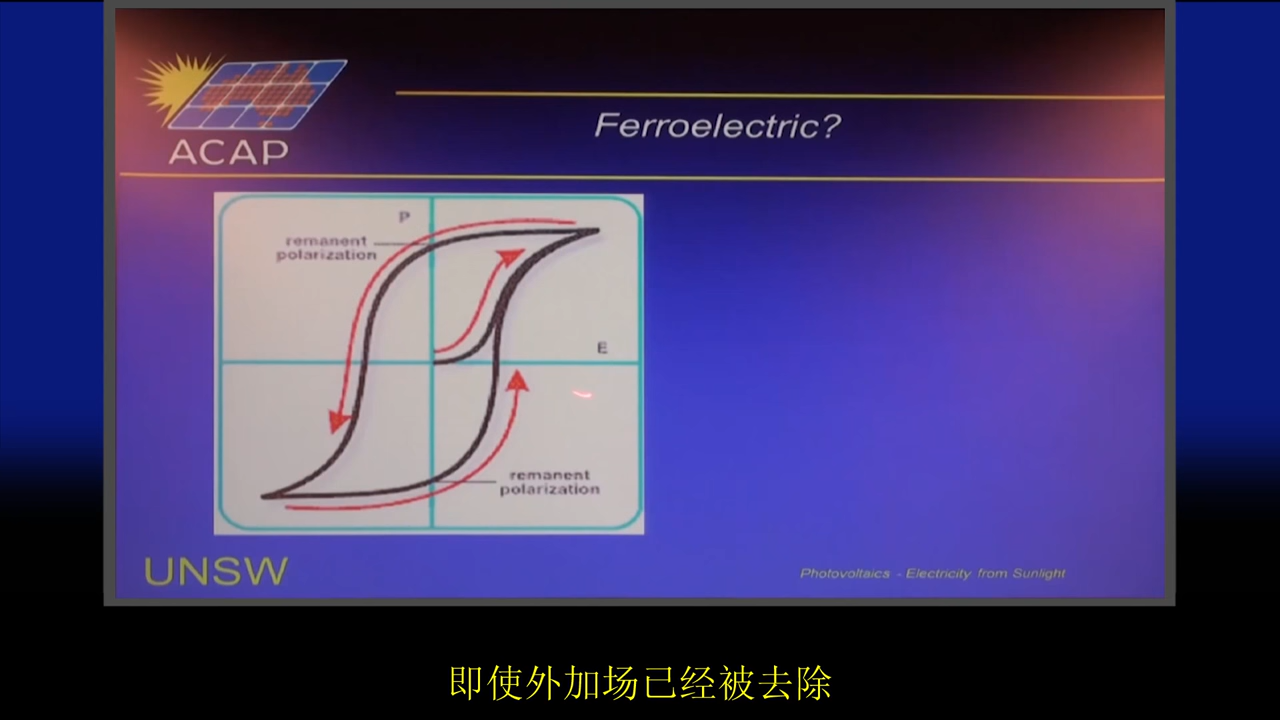 ACAP
Ferroelectric?
P
remanent
polarization
E
remanent
polarization
UNSW
Photovoltaics - Electricity from Sunlight
即使外加场已经被去除